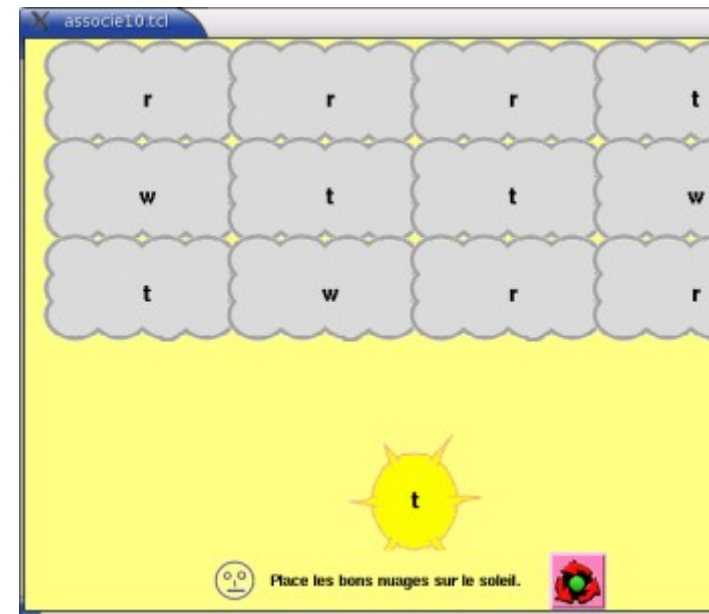 associe10.tcl
r r r t
w t t w
t w r r
t
Place les bons nuages sur le soleil.